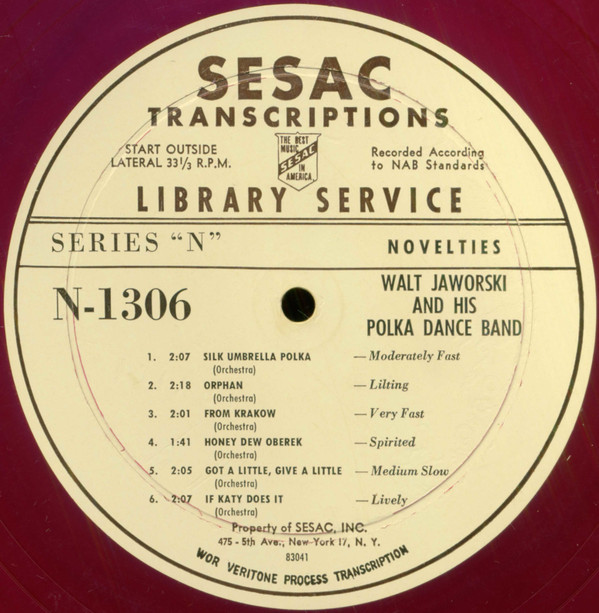 SESAC
TRANSCRIPTIONS
START OUTSIDE
LATERAL 33⅓ R.P.M.
THE BEST
MUSIC
SESAC
IN
AMERICA
Recorded According
to NAB Standards
LIBRARY SERVICE
SERIES “N”
NOVELTIES
N-1306
WALT JAWORSKI
AND HIS
POLKA DANCE BAND
1. 2:07 SILK UMBRELLA POLKA —Moderately Fast
(Orchestra)
2. 2:18 ORPHAN —Lilting
(Orchestra)
3. 2:01 FROM KRAKOW —Very Fast
(Orchestra)
4. 1:41 HONEY DEW OBEREK —Spirited
(Orchestra)
5. 2:05 GOT A LITTLE, GIVE A LITTLE —Medium Slow
(Orchestra)
6. 2:07 IF KATY DOES IT —Lively
(Orchestra)
Property of SESAC, INC.
475 - 5th Ave., New York 17, N. Y.
83041
WOR VERITONE PROCESS TRANSCRIPTION